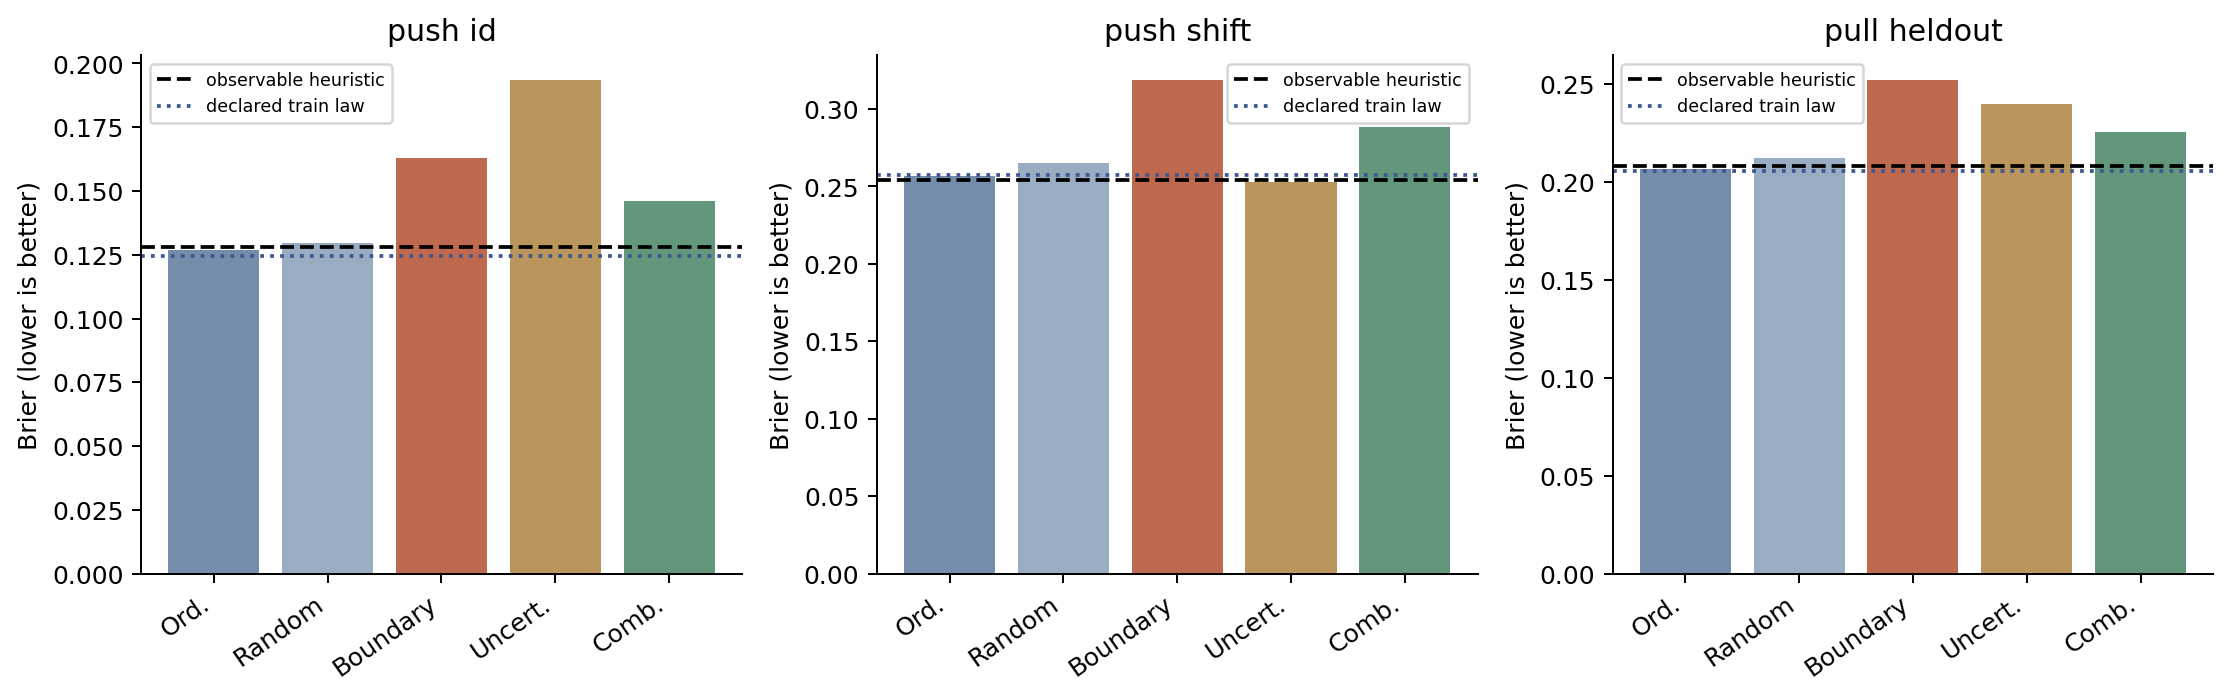 push id
Brier (lower is better)
0.200
0.175
0.150
0.125
0.100
0.075
0.050
0.025
0.000
observable heuristic
declared train law
Ord.
Random
Boundary
Uncert.
Comb.
push shift
Brier (lower is better)
0.30
0.25
0.20
0.15
0.10
0.05
0.00
observable heuristic
declared train law
Ord.
Random
Boundary
Uncert.
Comb.
pull heldout
Brier (lower is better)
0.25
0.20
0.15
0.10
0.05
0.00
observable heuristic
declared train law
Ord.
Random
Boundary
Uncert.
Comb.